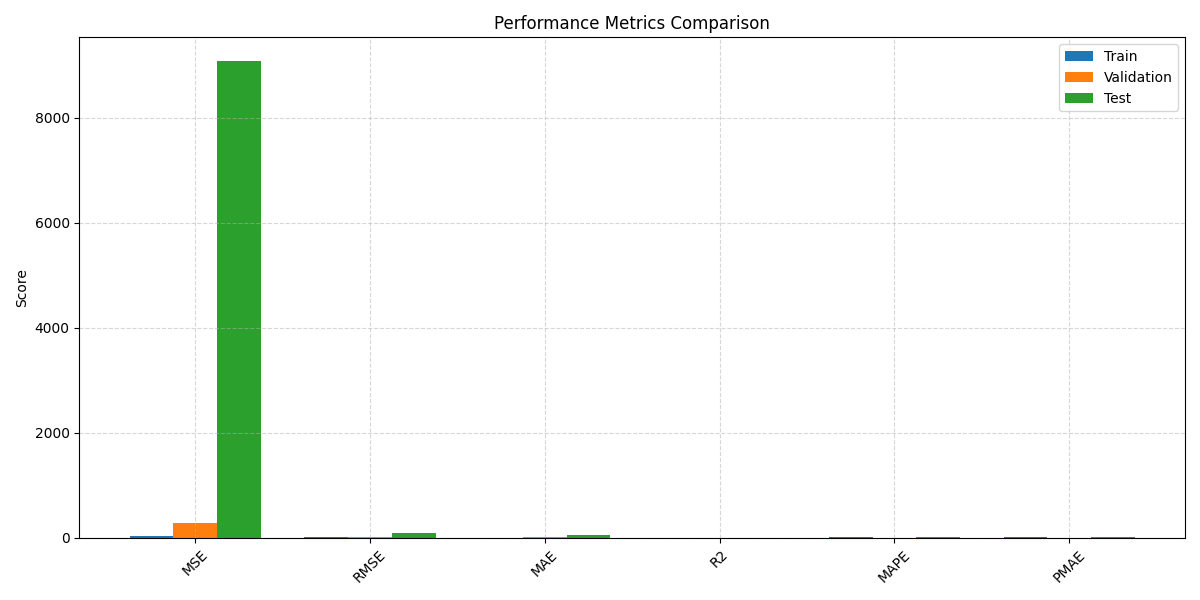 Performance Metrics Comparison
Train
Validation
Test
Score
8000
6000
4000
2000
0
MSE
RMSE
MAE
R2
MAPE
PMAE